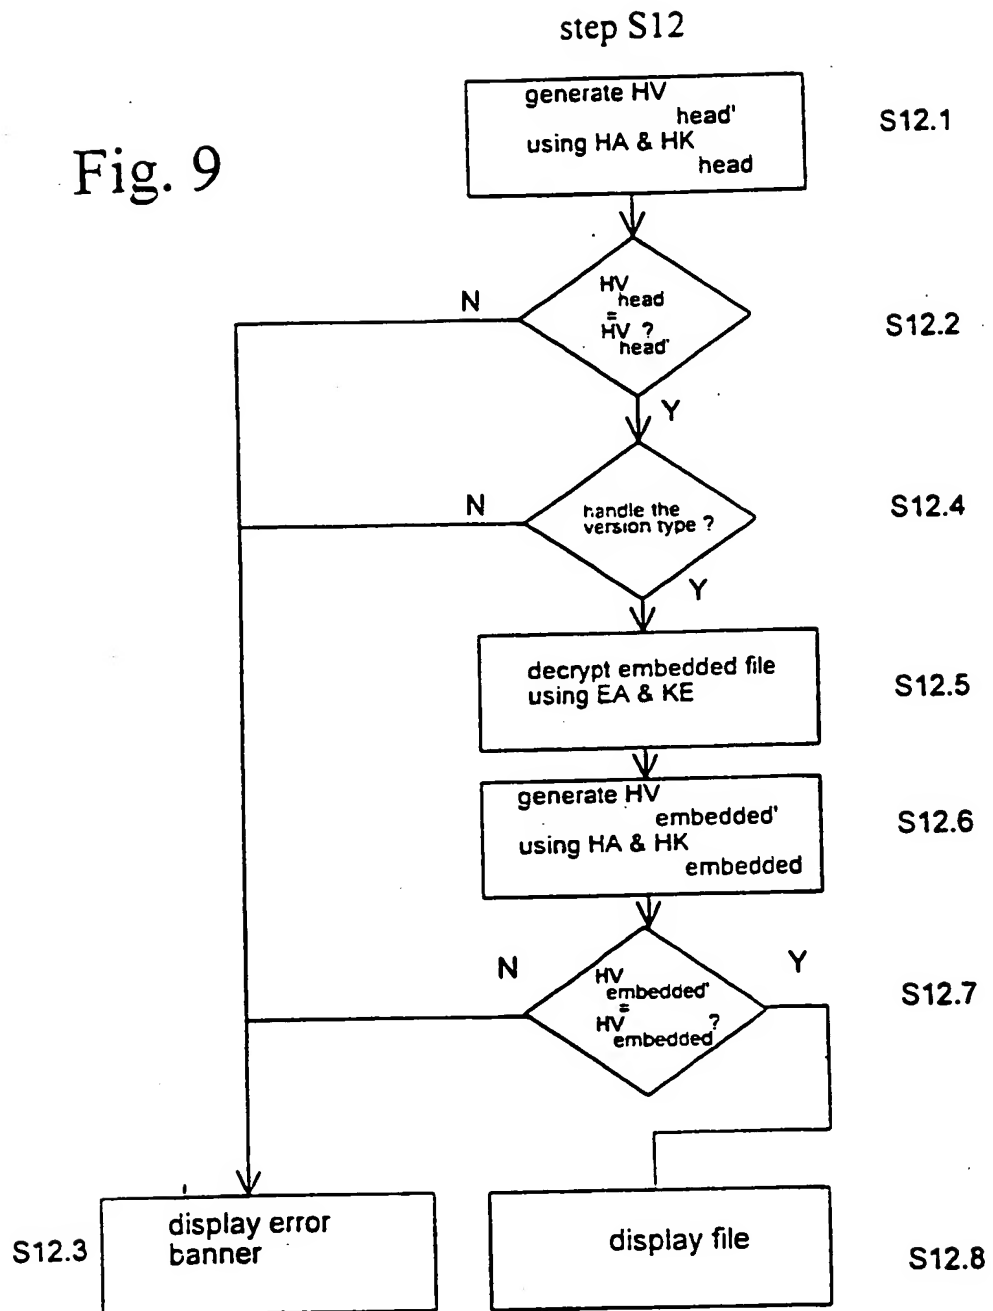 step S12
Fig. 9
generate HV
head'
using HA & HK
head
S12.1
N
HV
head
=
HV ?
head'
S12.2
Y
N
handle the
version type ?
S12.4
Y
decrypt embedded file
using EA & KE
S12.5
generate HV
embedded'
using HA & HK
embedded
S12.6
N
Y
HV
embedded'
=
HV ?
embedded
S12.7
S12.3
display error
banner
display file
S12.8